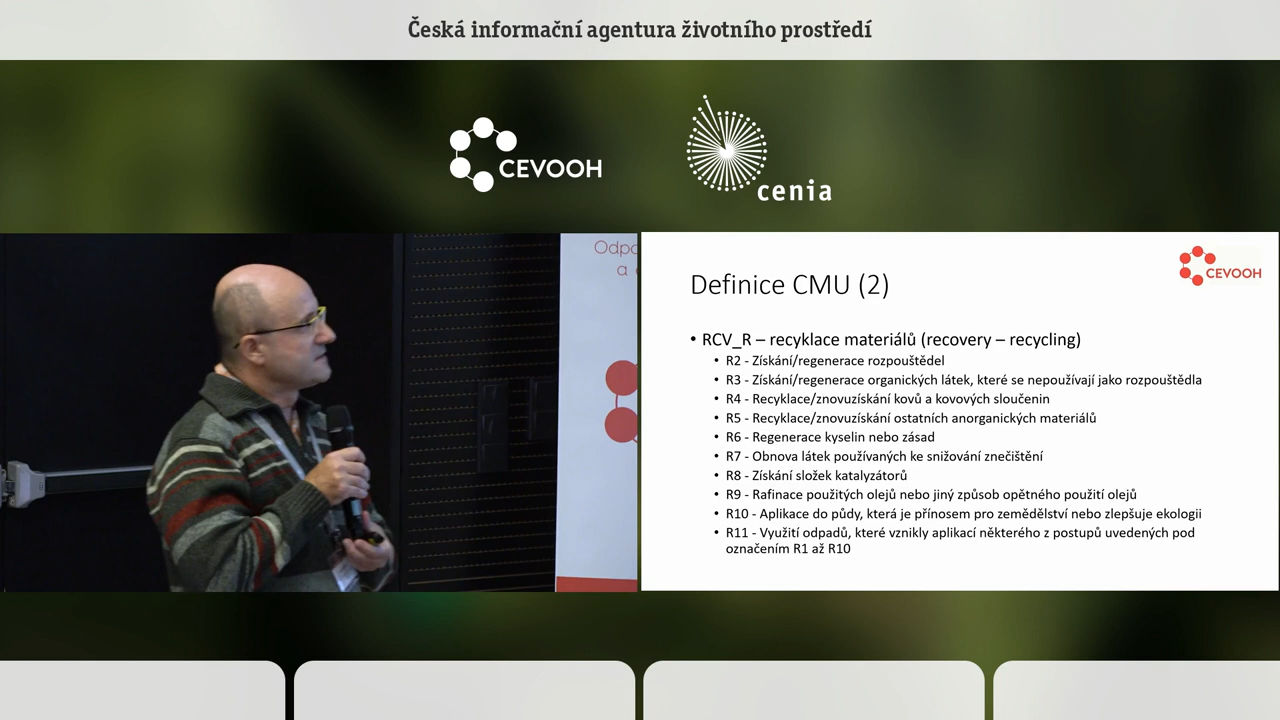 Česká informační agentura životního prostředí
CEVOOH
cenia
Odpo
a
CEVOOH
Definice CMU (2)
• RCV_R – recyklace materiálů (recovery – recycling)
• R2 - Získání/regenerace rozpouštědel
• R3 - Získání/regenerace organických látek, které se nepoužívají jako rozpouštědla
• R4 - Recyklace/znovuzískání kovů a kovových sloučenin
• R5 - Recyklace/znovuzískání ostatních anorganických materiálů
• R6 - Regenerace kyselin nebo zásad
• R7 - Obnova látek používaných ke snižování znečištění
• R8 - Získání složek katalyzátorů
• R9 - Rafinace použitých olejů nebo jiný způsob opětného použití olejů
• R10 - Aplikace do půdy, která je přínosem pro zemědělství nebo zlepšuje ekologii
• R11 - Využití odpadů, které vznikly aplikací některého z postupů uvedených pod
označením R1 až R10